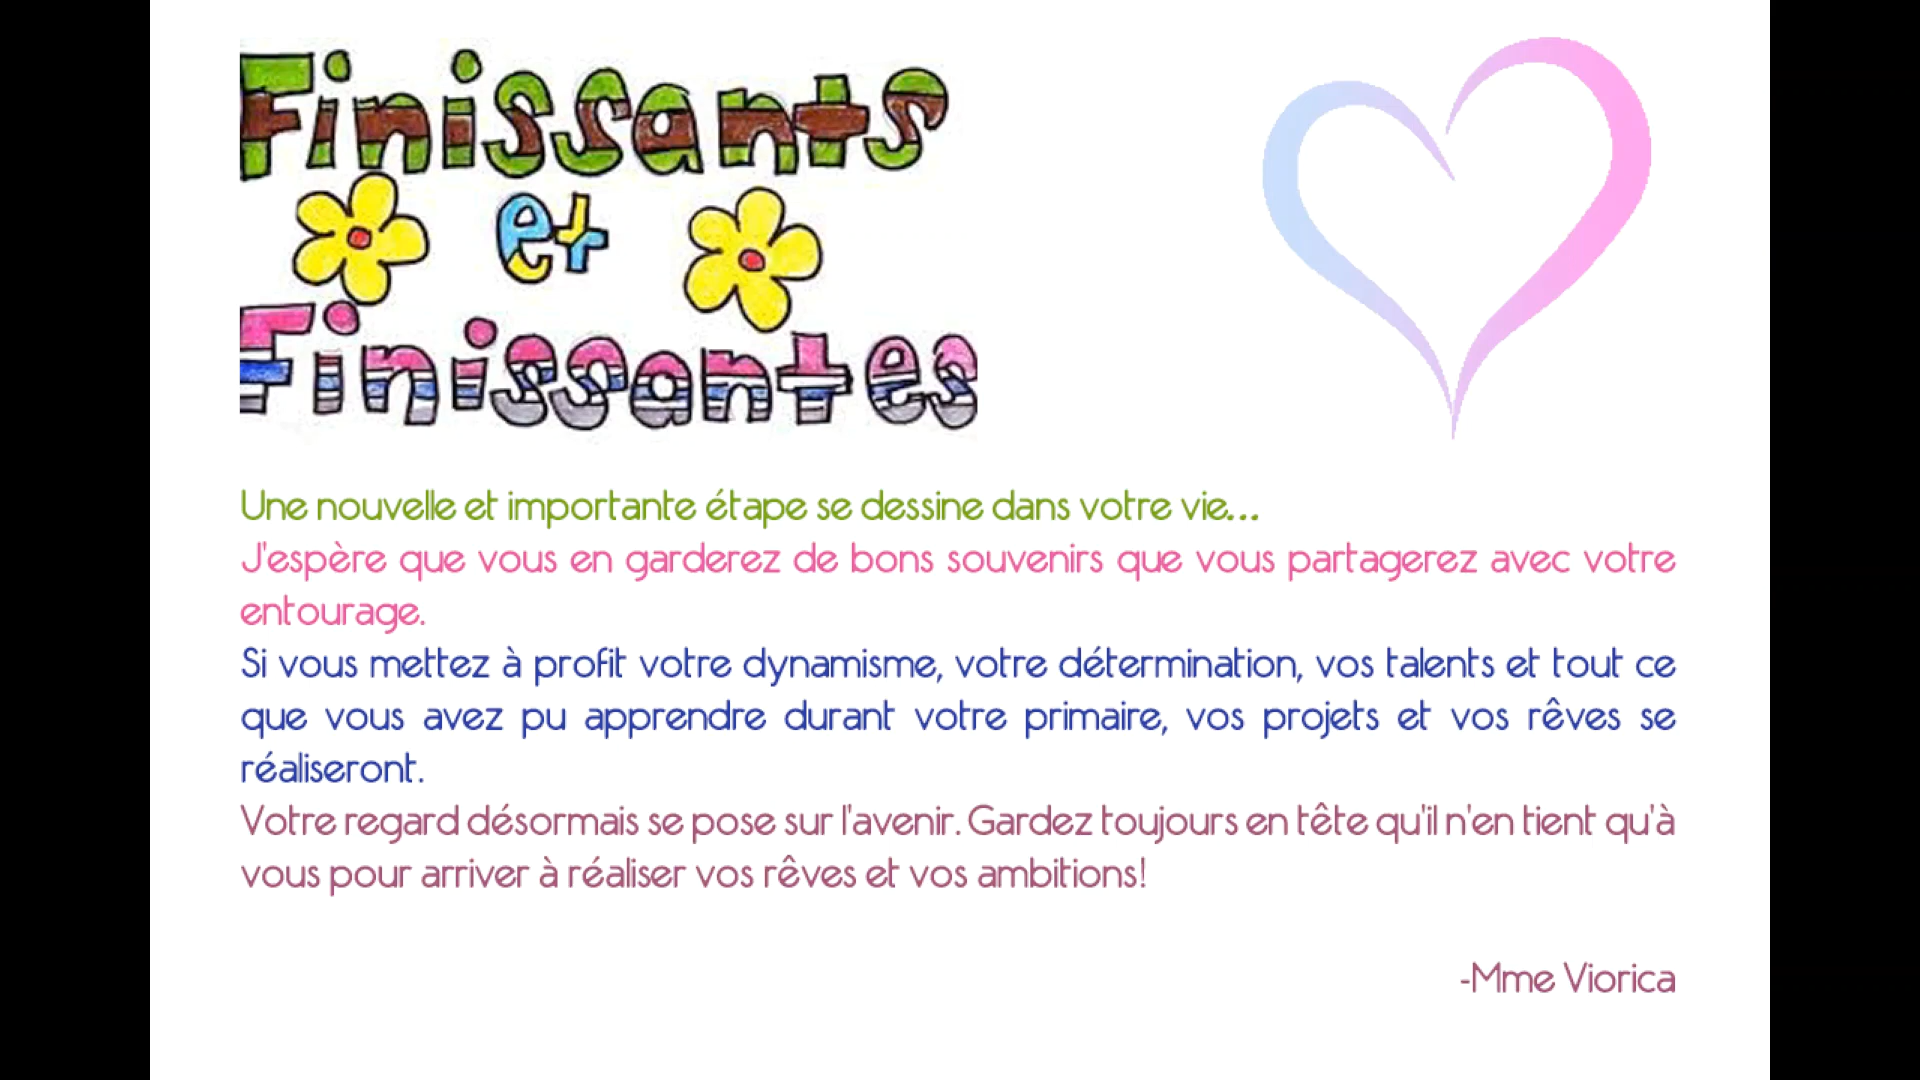 Finissants
et
Finissantes
Une nouvelle et importante étape se dessine dans votre vie...
J'espère que vous en garderez de bons souvenirs que vous partagerez avec votre
entourage.
Si vous mettez à profit votre dynamisme, votre détermination, vos talents et tout ce
que vous avez pu apprendre durant votre primaire, vos projets et vos rêves se
réaliseront.
Votre regard désormais se pose sur l'avenir. Gardez toujours en tête qu'il n'en tient qu'à
vous pour arriver à réaliser vos rêves et vos ambitions!
-Mme Viorica